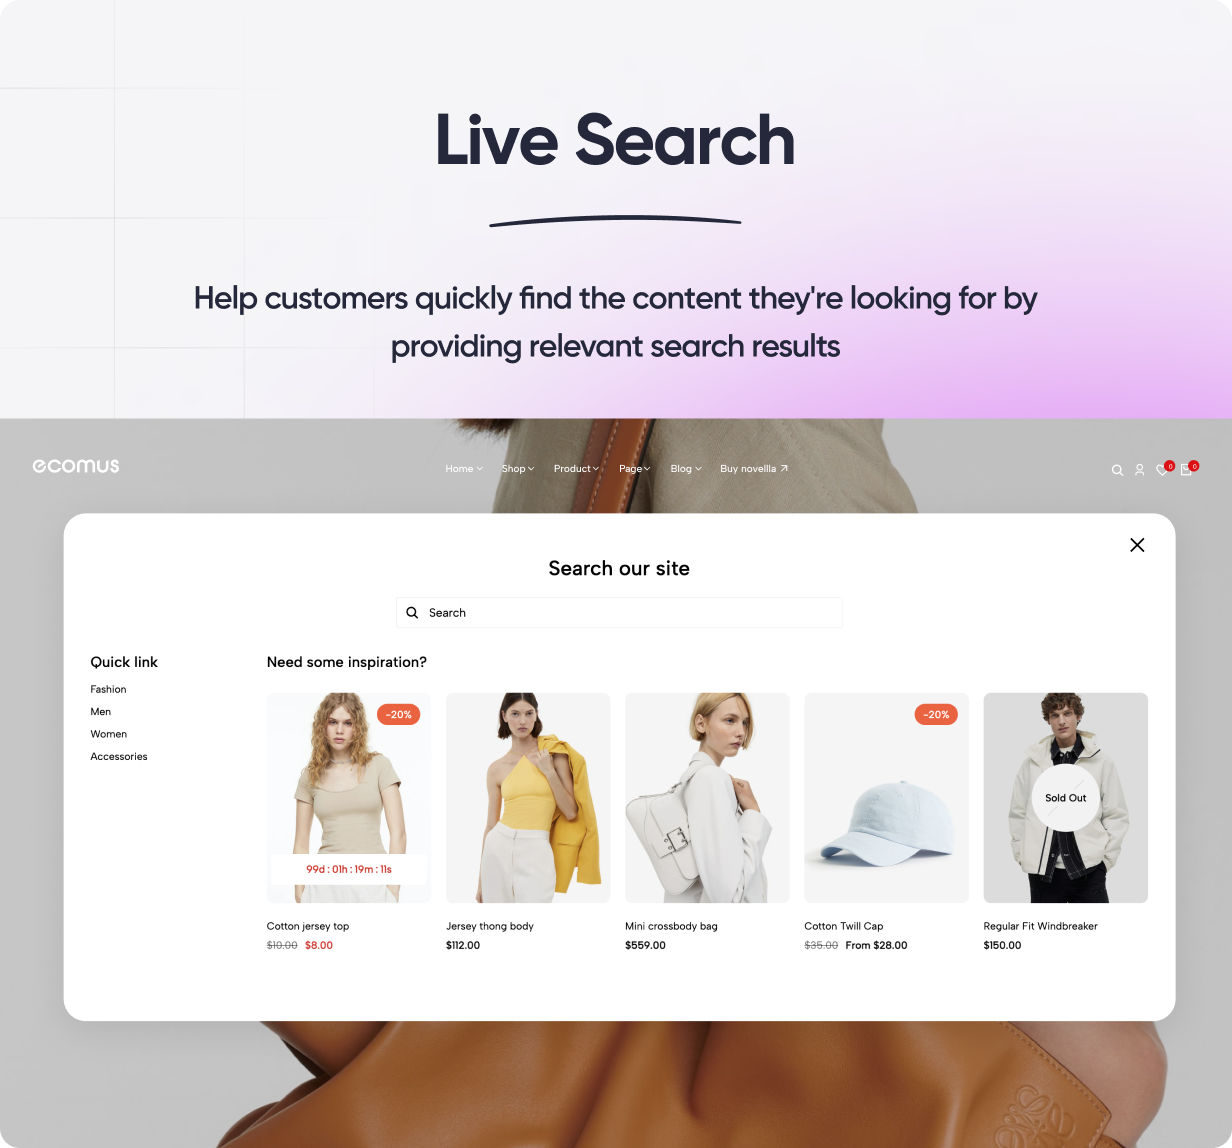 Live Search
Help customers quickly find the content they're looking for by
providing relevant search results
ecomus
Home
Shop
Product
Page
Blog
Buy novellla
0
0
Search our site
Search
Quick link
Fashion
Men
Women
Accessories
Need some inspiration?
-20%
99d : 01h : 19m : 11s
Cotton jersey top
$10.00 $8.00
Jersey thong body
$112.00
Mini crossbody bag
$559.00
-20%
Cotton Twill Cap
$35.00 From $28.00
Sold Out
Regular Fit Windbreaker
$150.00